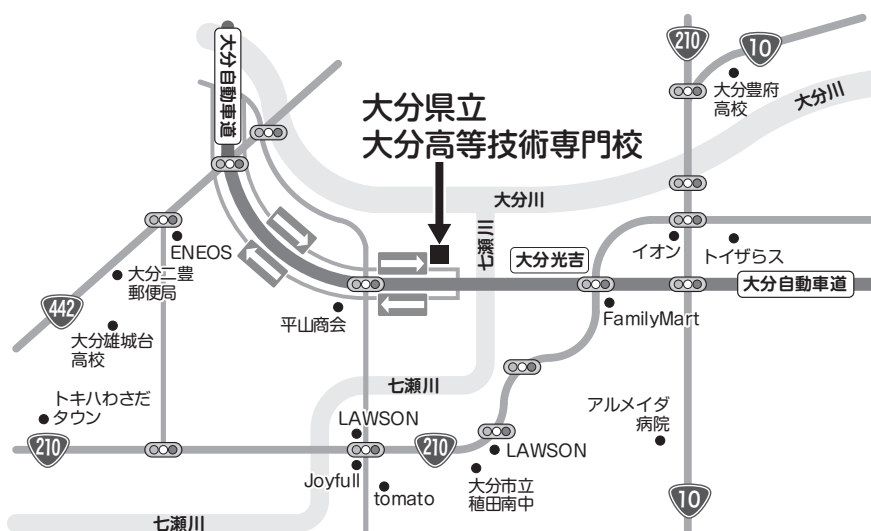 210
10
大分自動車道
大分豊府
高校
大分川
大分県立
大分高等技術専門校
大分川
七瀬川
ENEOS
大分二豊
郵便局
大分光吉
イオン
トイザらス
大分自動車道
442
大分雄城台
高校
平山商会
FamilyMart
七瀬川
トキハわさだ
タウン
LAWSON
アルメイダ
病院
210
210
LAWSON
Joyfull
tomato
大分市立
稙田南中
10
七瀬川